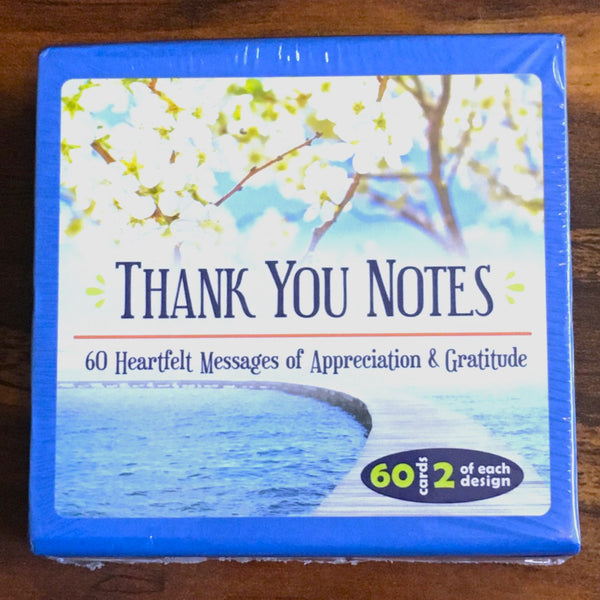 THANK YOU NOTES
60 Heartfelt Messages of Appreciation & Gratitude
60 cards 2 of each
design